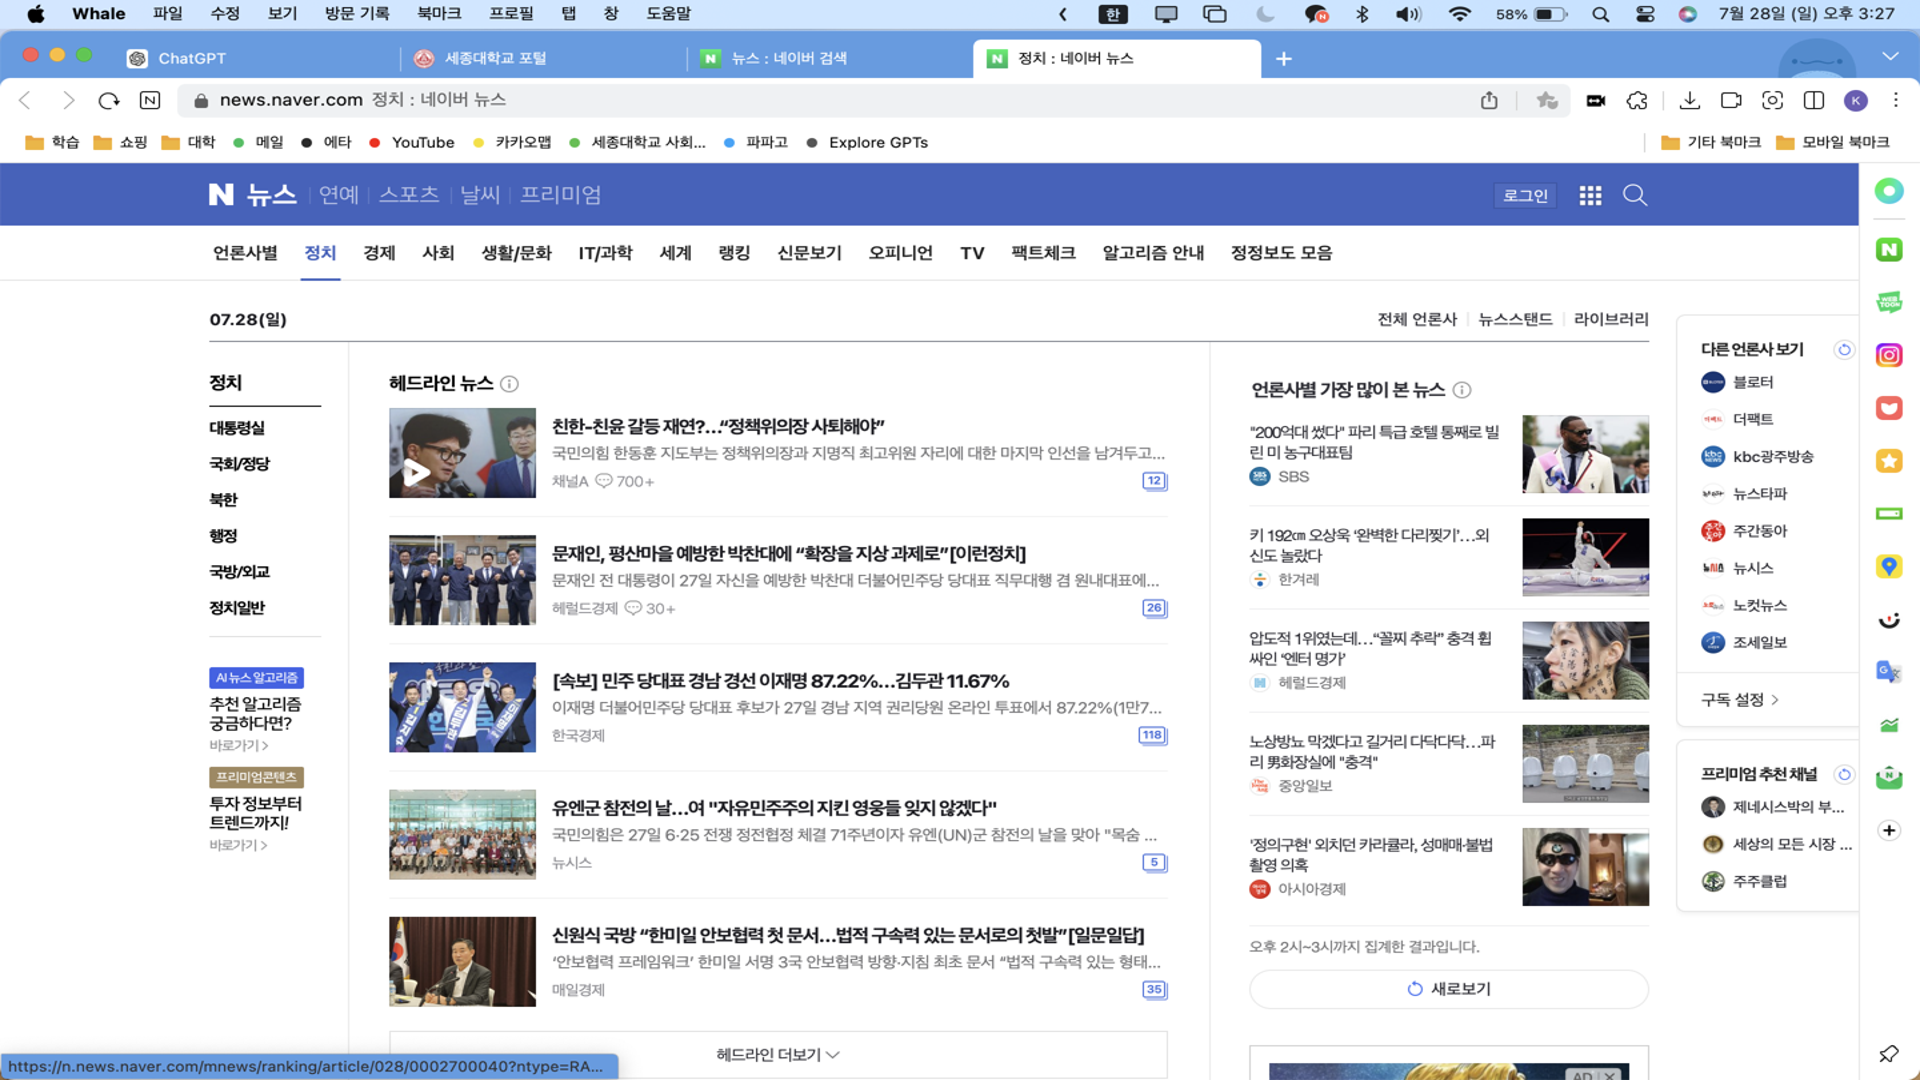 Whale 파일 수정 보기 방문 기록 북마크 프로필 탭 창 도움말 한 58% 7월 28일 (일) 오후 3:27
ChatGPT 세종대학교 포털 뉴스 : 네이버 검색 정치 : 네이버 뉴스
news.naver.com 정치 : 네이버 뉴스 K
학습 쇼핑 대학 메일 에타 YouTube 카카오맵 세종대학교 사회... 파파고 Explore GPTs 기타 북마크 모바일 북마크
N 뉴스 연예 스포츠 날씨 프리미엄 로그인
언론사별 정치 경제 사회 생활/문화 IT/과학 세계 랭킹 신문보기 오피니언 TV 팩트체크 알고리즘 안내 정정보도 모음
07.28(일) 전체 언론사 뉴스스탠드 라이브러리
정치
대통령실
국회/정당
북한
행정
국방/외교
정치일반
AI 뉴스 알고리즘
추천 알고리즘
궁금하다면?
바로가기 >
프리미엄콘텐츠
투자 정보부터
트렌드까지!
바로가기 >
헤드라인 뉴스
친한-친윤 갈등 재연?…“정책위의장 사퇴해야”
국민의힘 한동훈 지도부는 정책위의장과 지명직 최고위원 자리에 대한 마지막 인선을 남겨두고...
채널A 700+ 12
문재인, 평산마을 예방한 박찬대에 “확장을 지상 과제로”[이런정치]
문재인 전 대통령이 27일 자신을 예방한 박찬대 더불어민주당 당대표 직무대행 겸 원내대표에...
헤럴드경제 30+ 26
[속보] 민주 당대표 경남 경선 이재명 87.22%…김두관 11.67%
이재명 더불어민주당 당대표 후보가 27일 경남 지역 권리당원 온라인 투표에서 87.22%(1만7...
한국경제 118
유엔군 참전의 날…여 "자유민주주의 지킨 영웅들 잊지 않겠다"
국민의힘은 27일 6·25 전쟁 정전협정 체결 71주년이자 유엔(UN)군 참전의 날을 맞아 "목숨 ...
뉴시스 5
신원식 국방 “한미일 안보협력 첫 문서…법적 구속력 있는 문서로의 첫발”[일문일답]
‘안보협력 프레임워크’ 한미일 서명 3국 안보협력 방향·지침 최초 문서 “법적 구속력 있는 형태...
매일경제 35
헤드라인 더보기
언론사별 가장 많이 본 뉴스
"200억대 썼다" 파리 특급 호텔 통째로 빌
린 미 농구대표팀
SBS
키 192㎝ 오상욱 ‘완벽한 다리찢기’…외
신도 놀랐다
한겨레
압도적 1위였는데…“꼴찌 추락” 충격 휩
싸인 ‘엔터 명가’
헤럴드경제
노상방뇨 막겠다고 길거리 다닥다닥…파
리 男화장실에 "충격"
중앙일보
'정의구현' 외치던 카라큘라, 성매매·불법
촬영 의혹
아시아경제
오후 2시~3시까지 집계한 결과입니다.
새로보기
AD X
다른 언론사 보기
블로터
더팩트
kbc광주방송
뉴스타파
주간동아
뉴시스
노컷뉴스
조세일보
구독 설정 >
프리미엄 추천 채널
제네시스박의 부...
세상의 모든 시장 ...
주주클럽
N
WEB TOON
https://n.news.naver.com/mnews/ranking/article/028/0002700040?ntype=RA...